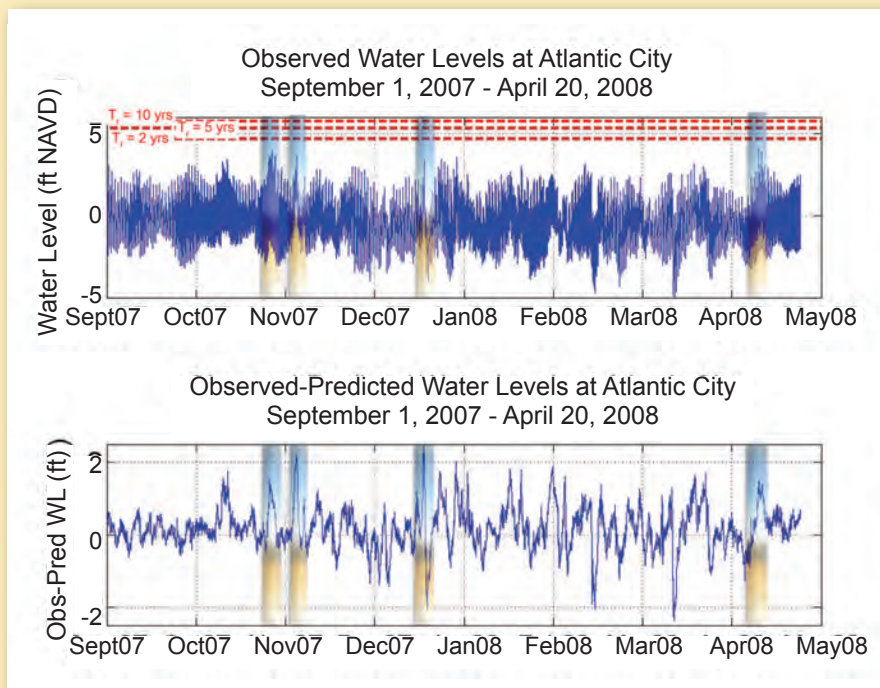 Observed Water Levels at Atlantic City
September 1, 2007 - April 20, 2008
Water Level (ft NAVD)
Tr = 10 yrs
Tr = 5 yrs
Tr = 2 yrs
5
0
-5
Sept07 Oct07 Nov07 Dec07 Jan08 Feb08 Mar08 Apr08 May08
Observed-Predicted Water Levels at Atlantic City
September 1, 2007 - April 20, 2008
Obs-Pred WL (ft))
2
0
-2
Sept07 Oct07 Nov07 Dec07 Jan08 Feb08 Mar08 Apr08 May08